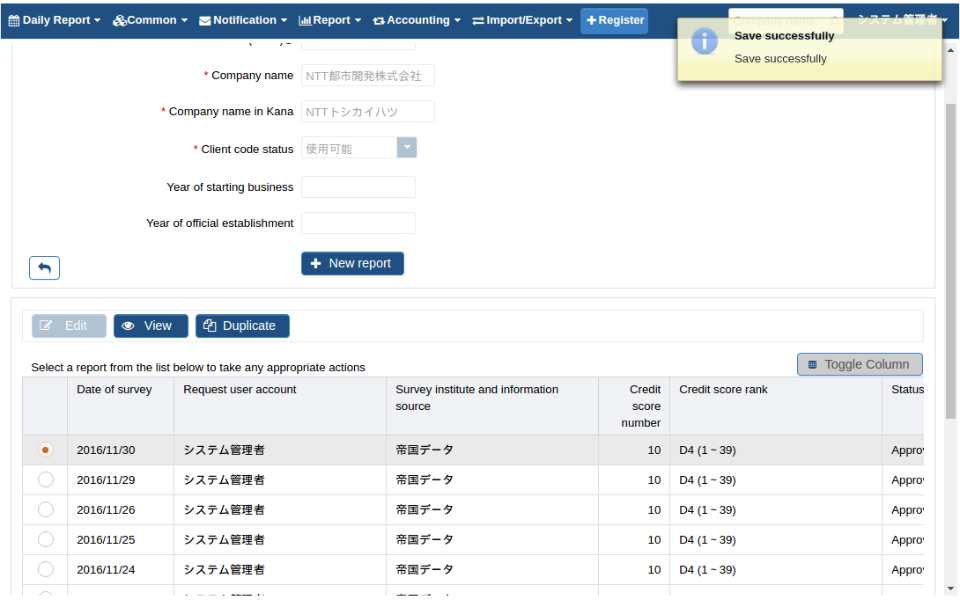 Daily Report Common Notification Report Accounting Import/Export Register システム管理者
Save successfully
Save successfully
* Company name NTT都市開発株式会社
* Company name in Kana NTTトシカイハツ
* Client code status 使用可能
Year of starting business
Year of official establishment
New report
Edit View Duplicate
Select a report from the list below to take any appropriate actions
Toggle Column
Date of survey Request user account Survey institute and information source Credit score number Credit score rank Status
2016/11/30 システム管理者 帝国データ 10 D4 (1 ~ 39) Approv
2016/11/29 システム管理者 帝国データ 10 D4 (1 ~ 39) Approv
2016/11/26 システム管理者 帝国データ 10 D4 (1 ~ 39) Approv
2016/11/25 システム管理者 帝国データ 10 D4 (1 ~ 39) Approv
2016/11/24 システム管理者 帝国データ 10 D4 (1 ~ 39) Approv